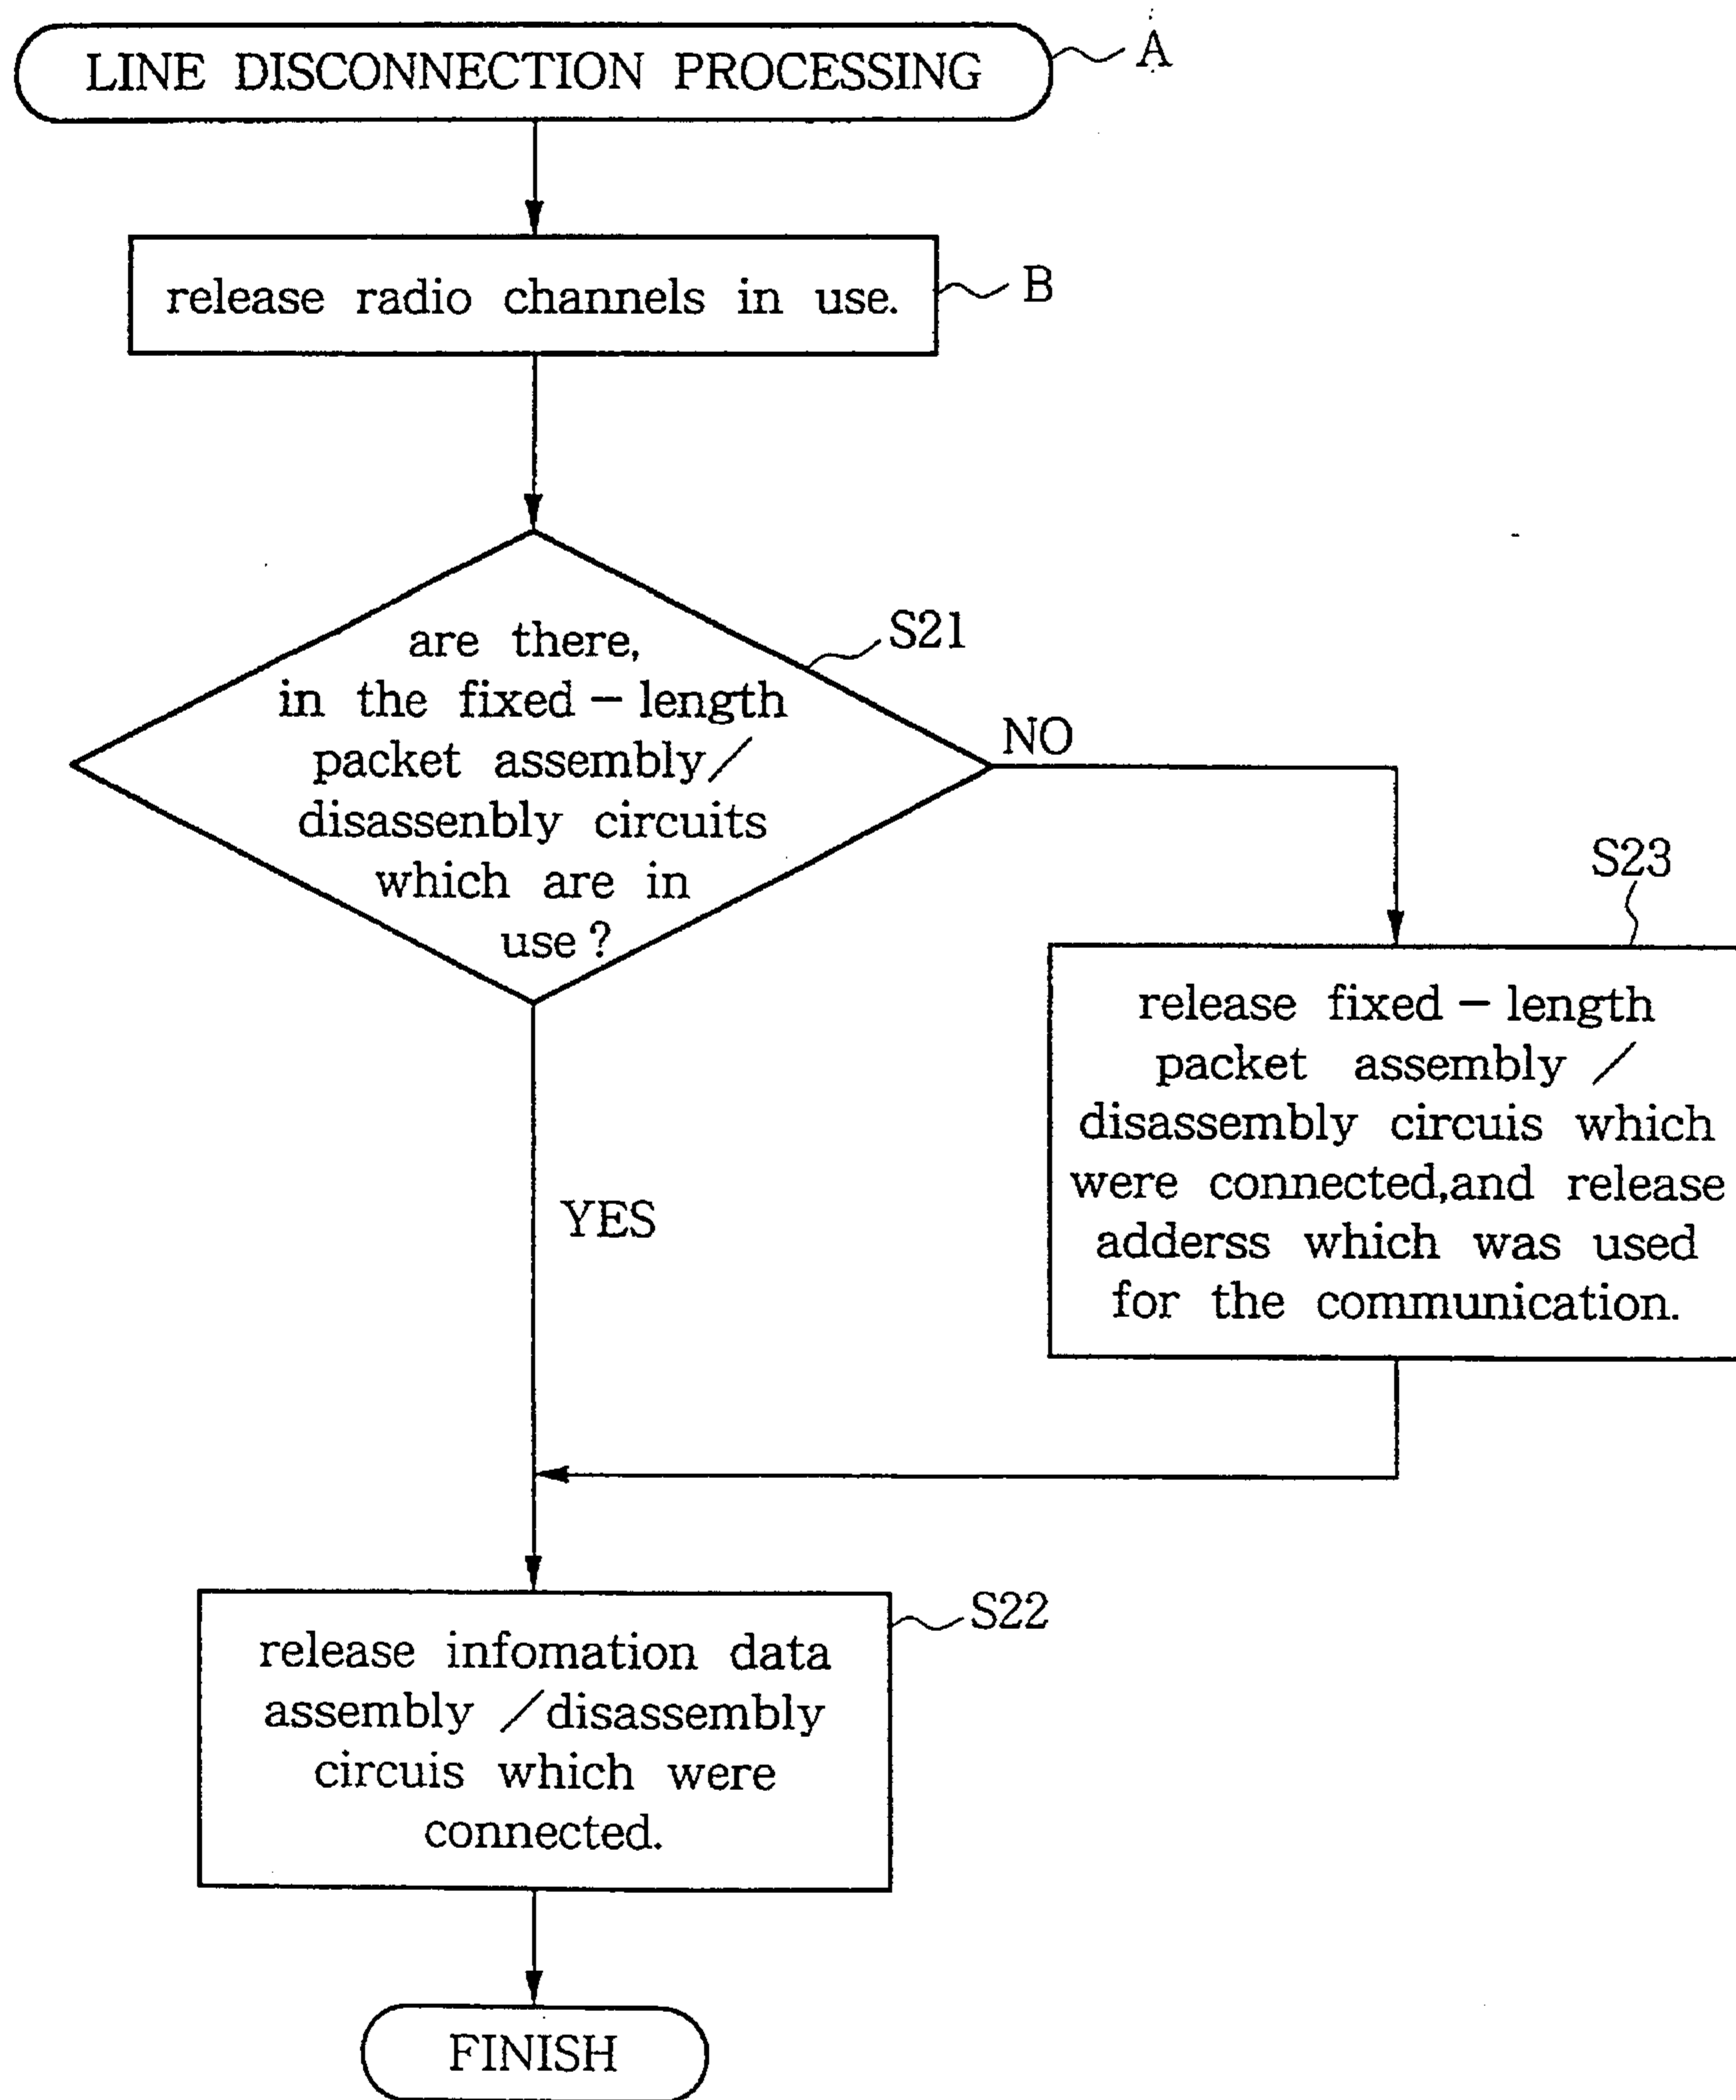 LINE DISCONNECTION PROCESSING
A
release radio channels in use.
B
are there,
in the fixed-length
packet assembly/
disassenbly circuits
which are in
use?
S21
NO
YES
S23
release fixed-length
packet assembly /
disassembly circuis which
were connected,and release
adderss which was used
for the communication.
S22
release infomation data
assembly /disassembly
circuis which were
connected.
FINISH